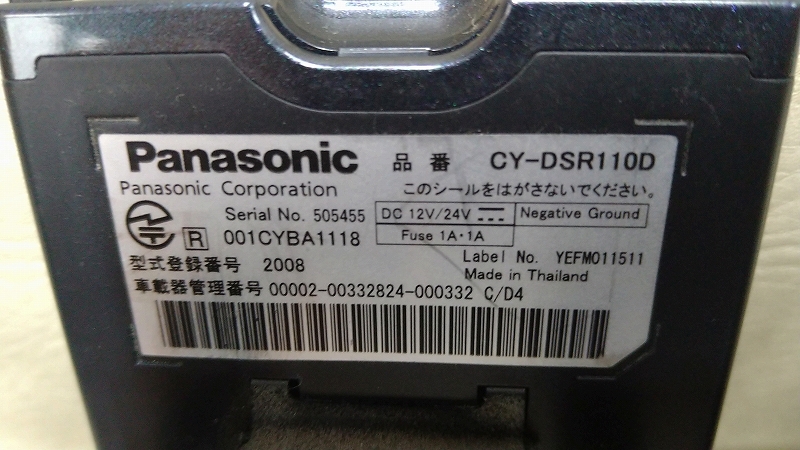 Panasonic 品番 CY-DSR110D
Panasonic Corporation このシールをはがさないでください。
Serial No. 505455 DC 12V/24V Negative Ground
R 001CYBA1118 Fuse 1A・1A
型式登録番号 2008 Label No. YEFM011511
Made in Thailand
車載器管理番号 00002-00332824-000332 C/D4